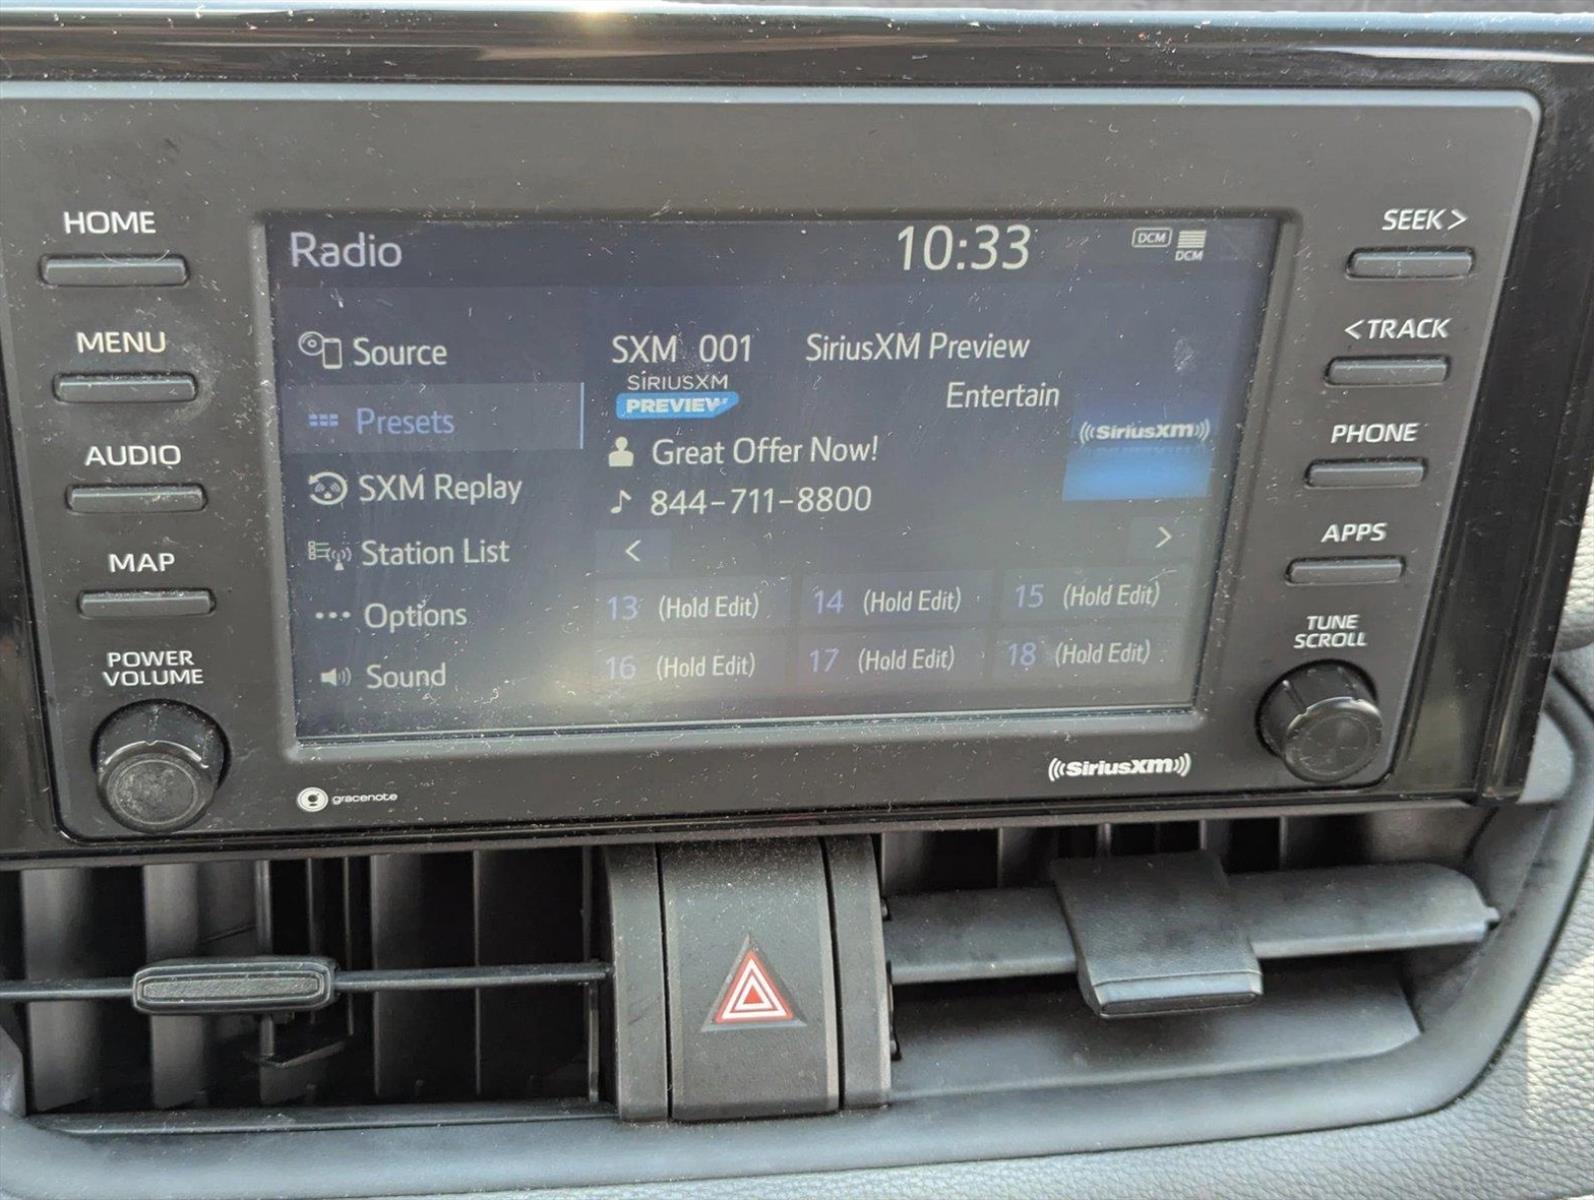 HOME
MENU
AUDIO
MAP
POWER
VOLUME
Radio
10:33
DCM
DCM
Source
Presets
SXM Replay
Station List
Options
Sound
SXM 001 SiriusXM Preview
SIRIUSXM
PREVIEW
Entertain
Great Offer Now!
844-711-8800
((SiriusXM))
< >
13 (Hold Edit) 14 (Hold Edit) 15 (Hold Edit)
16 (Hold Edit) 17 (Hold Edit) 18 (Hold Edit)
SEEK >
< TRACK
PHONE
APPS
TUNE
SCROLL
gracenote
((SiriusXM))